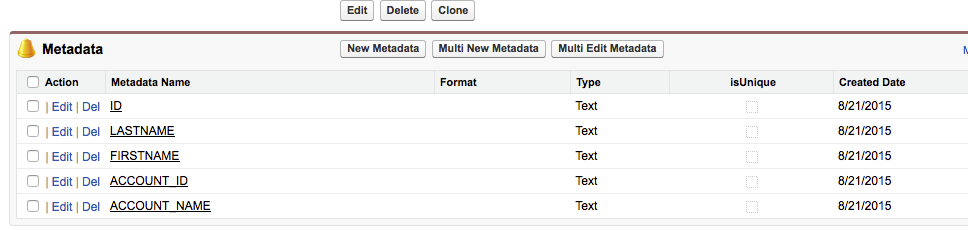 Edit Delete Clone
Metadata New Metadata Multi New Metadata Multi Edit Metadata M
Action Metadata Name Format Type isUnique Created Date
| Edit | Del ID Text 8/21/2015
| Edit | Del LASTNAME Text 8/21/2015
| Edit | Del FIRSTNAME Text 8/21/2015
| Edit | Del ACCOUNT_ID Text 8/21/2015
| Edit | Del ACCOUNT_NAME Text 8/21/2015